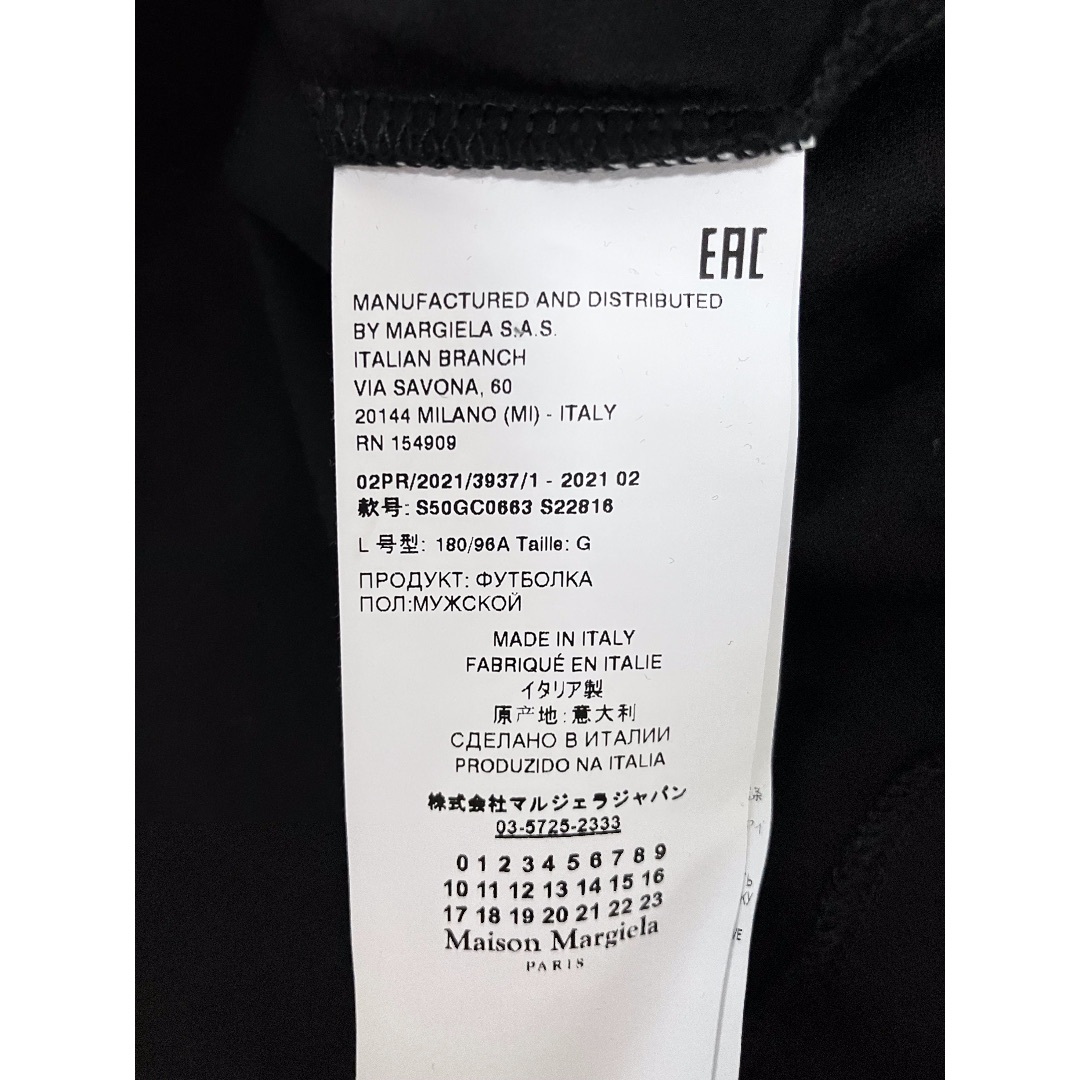 EAC
MANUFACTURED AND DISTRIBUTED
BY MARGIELA S.A.S.
ITALIAN BRANCH
VIA SAVONA, 60
20144 MILANO (MI) - ITALY
RN 154909
02PR/2021/3937/1 - 2021 02
款号: S50GC0663 S22816
L 号型: 180/96A Taille: G
ПРОДУКТ: ФУТБОЛКА
ПОЛ:МУЖСКОЙ
MADE IN ITALY
FABRIQUÉ EN ITALIE
イタリア製
原产地:意大利
СДЕЛАНО В ИТАЛИИ
PRODUZIDO NA ITALIA
株式会社マルジェラジャパン
03-5725-2333
0 1 2 3 4 5 6 7 8 9
10 11 12 13 14 15 16
17 18 19 20 21 22 23
Maison Margiela
PARIS